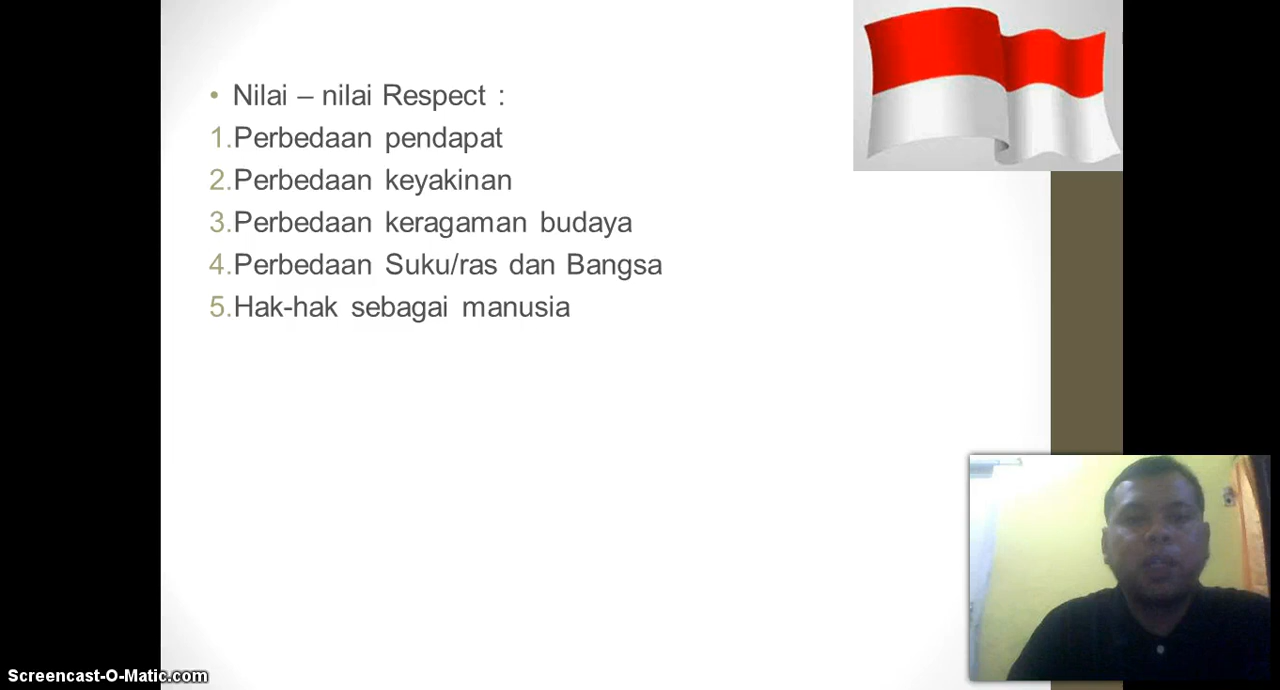 • Nilai – nilai Respect :
1.Perbedaan pendapat
2.Perbedaan keyakinan
3.Perbedaan keragaman budaya
4.Perbedaan Suku/ras dan Bangsa
5.Hak-hak sebagai manusia
Screencast-O-Matic.com